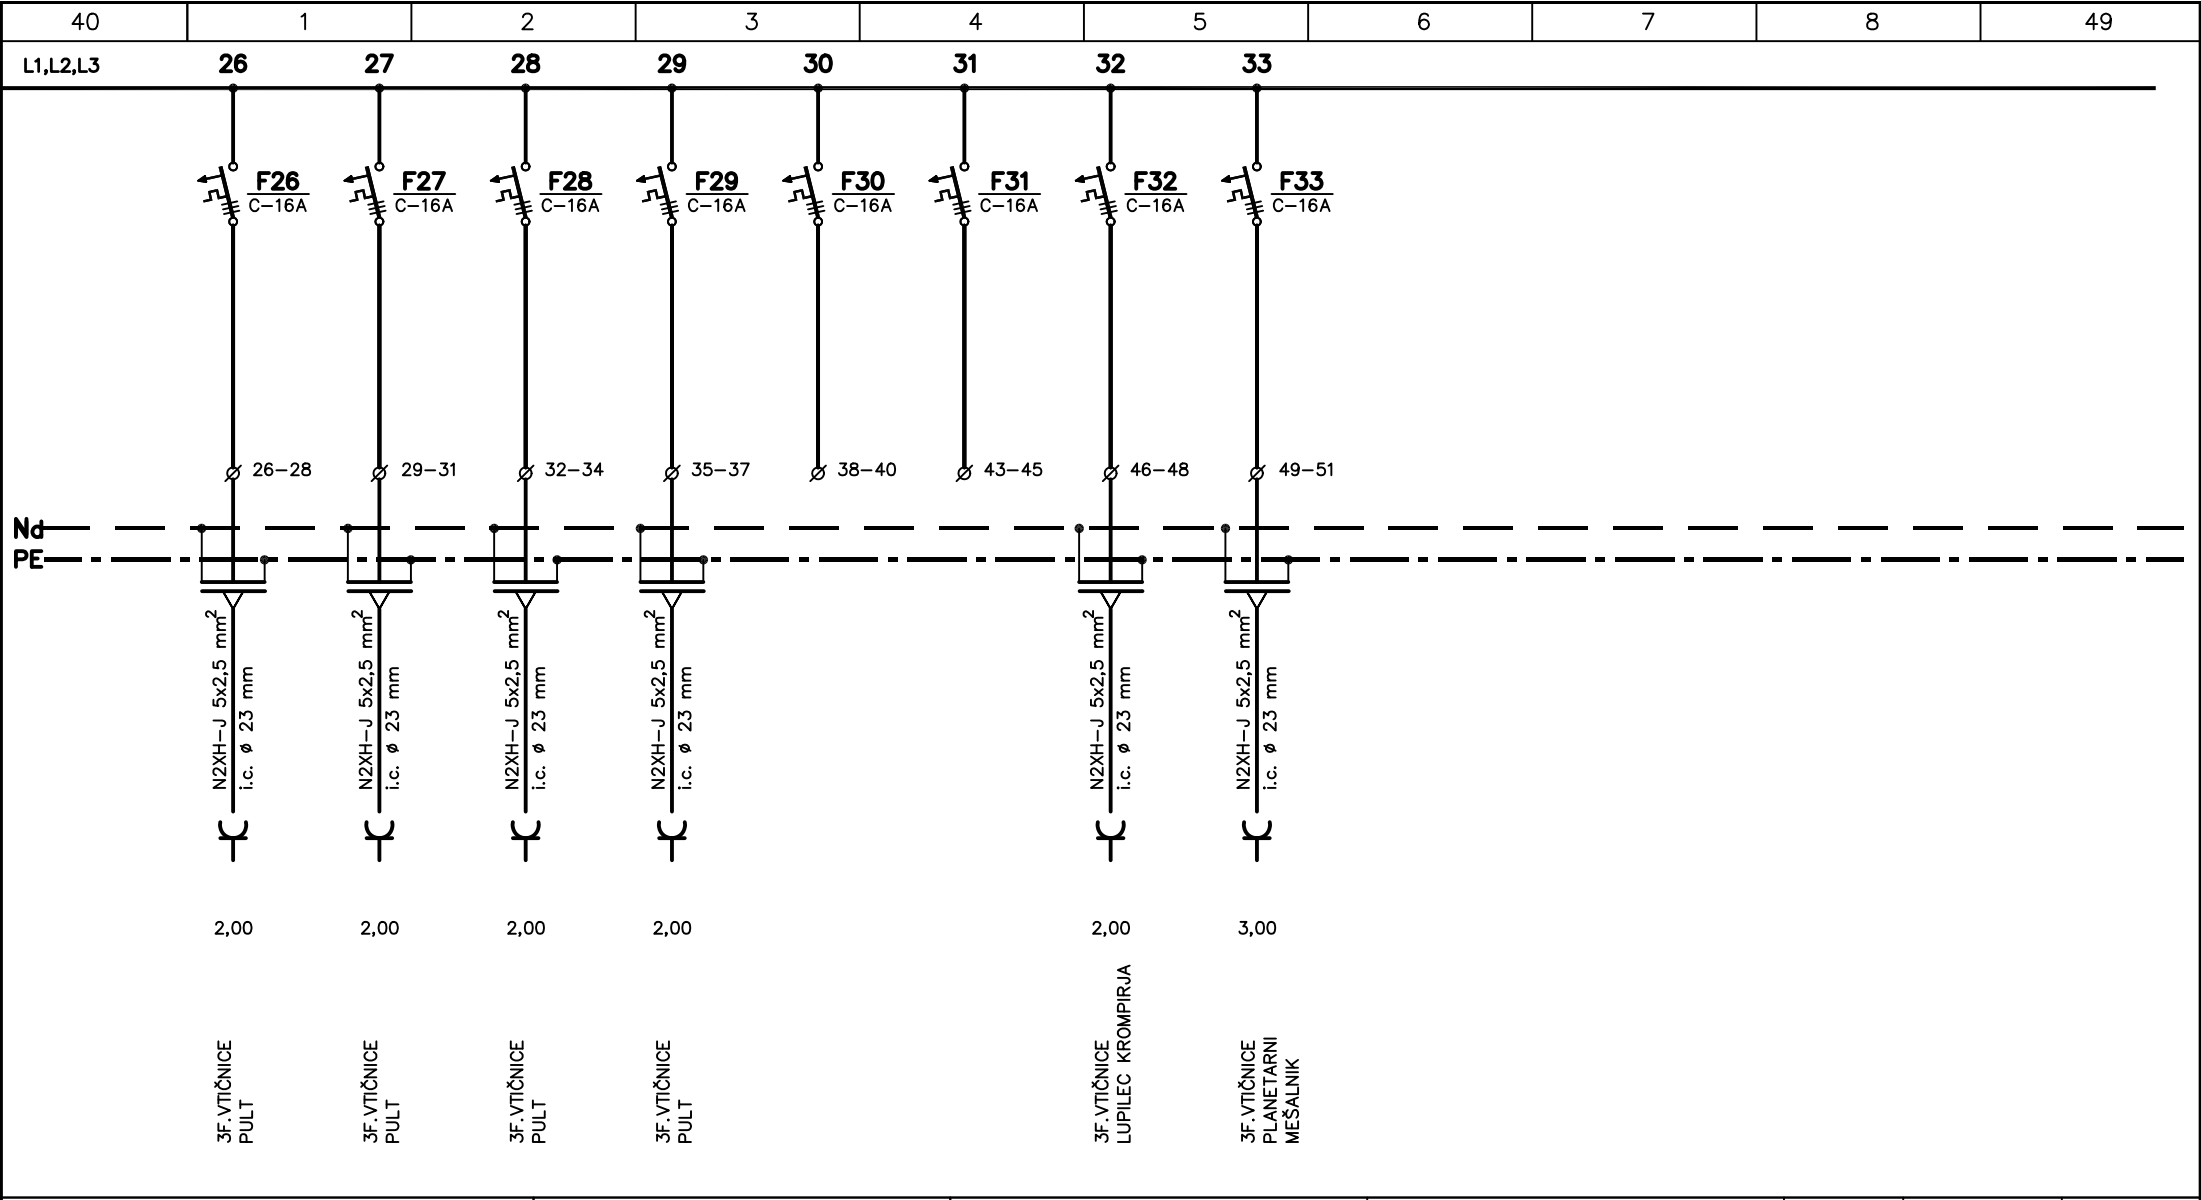 40 1 2 3 4 5 6 7 8 49
L1,L2,L3 26 27 28 29 30 31 32 33
F26 F27 F28 F29 F30 F31 F32 F33
C-16A C-16A C-16A C-16A C-16A C-16A C-16A C-16A
26-28 29-31 32-34 35-37 38-40 43-45 46-48 49-51
Nd
PE
N2XH-J 5x2,5 mm²
i.c. ø 23 mm
N2XH-J 5x2,5 mm²
i.c. ø 23 mm
N2XH-J 5x2,5 mm²
i.c. ø 23 mm
N2XH-J 5x2,5 mm²
i.c. ø 23 mm
N2XH-J 5x2,5 mm²
i.c. ø 23 mm
N2XH-J 5x2,5 mm²
i.c. ø 23 mm
2,00 2,00 2,00 2,00 2,00 3,00
3F.VTIČNICE
PULT
3F.VTIČNICE
PULT
3F.VTIČNICE
PULT
3F.VTIČNICE
PULT
3F.VTIČNICE
LUPILEC KROMPIRJA
3F.VTIČNICE
PLANETARNI
MEŠALNIK